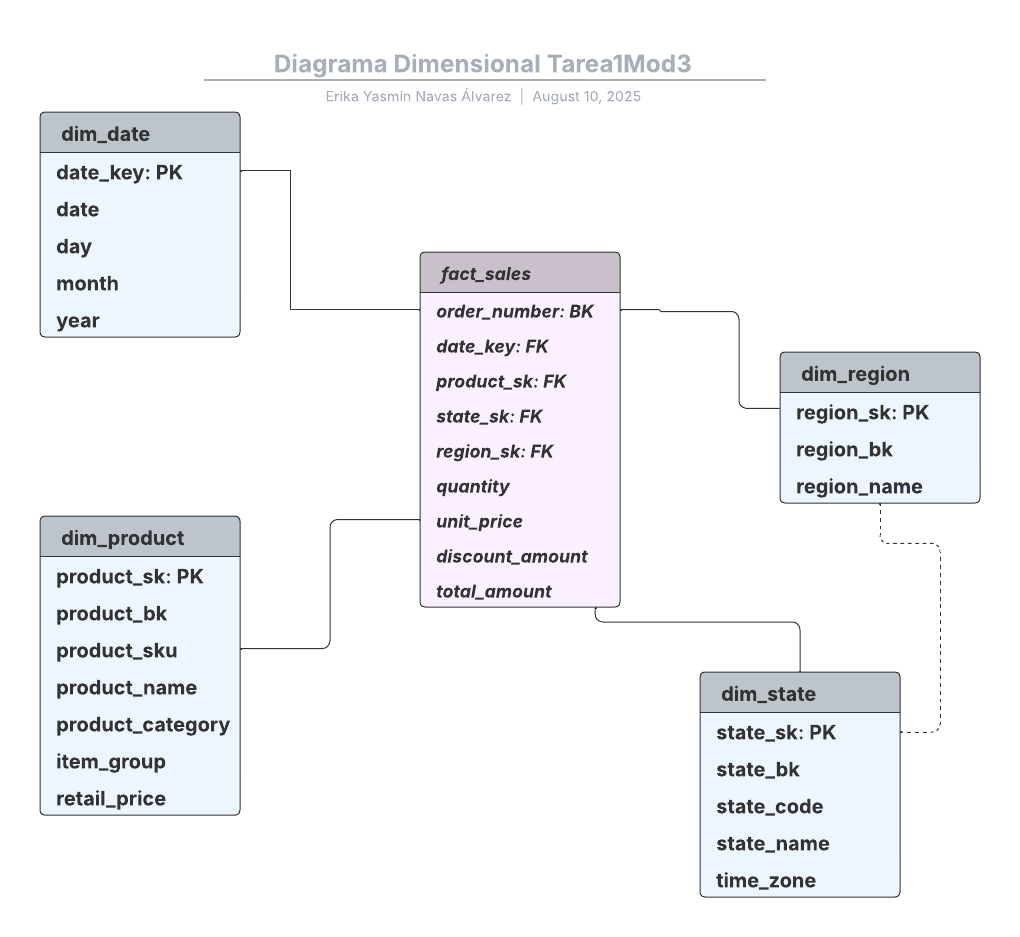 Diagrama Dimensional Tarea1Mod3
Erika Yasmín Navas Álvarez | August 10, 2025
dim_date
date_key: PK
date
day
month
year
fact_sales
order_number: BK
date_key: FK
product_sk: FK
state_sk: FK
region_sk: FK
quantity
unit_price
discount_amount
total_amount
dim_region
region_sk: PK
region_bk
region_name
dim_product
product_sk: PK
product_bk
product_sku
product_name
product_category
item_group
retail_price
dim_state
state_sk: PK
state_bk
state_code
state_name
time_zone